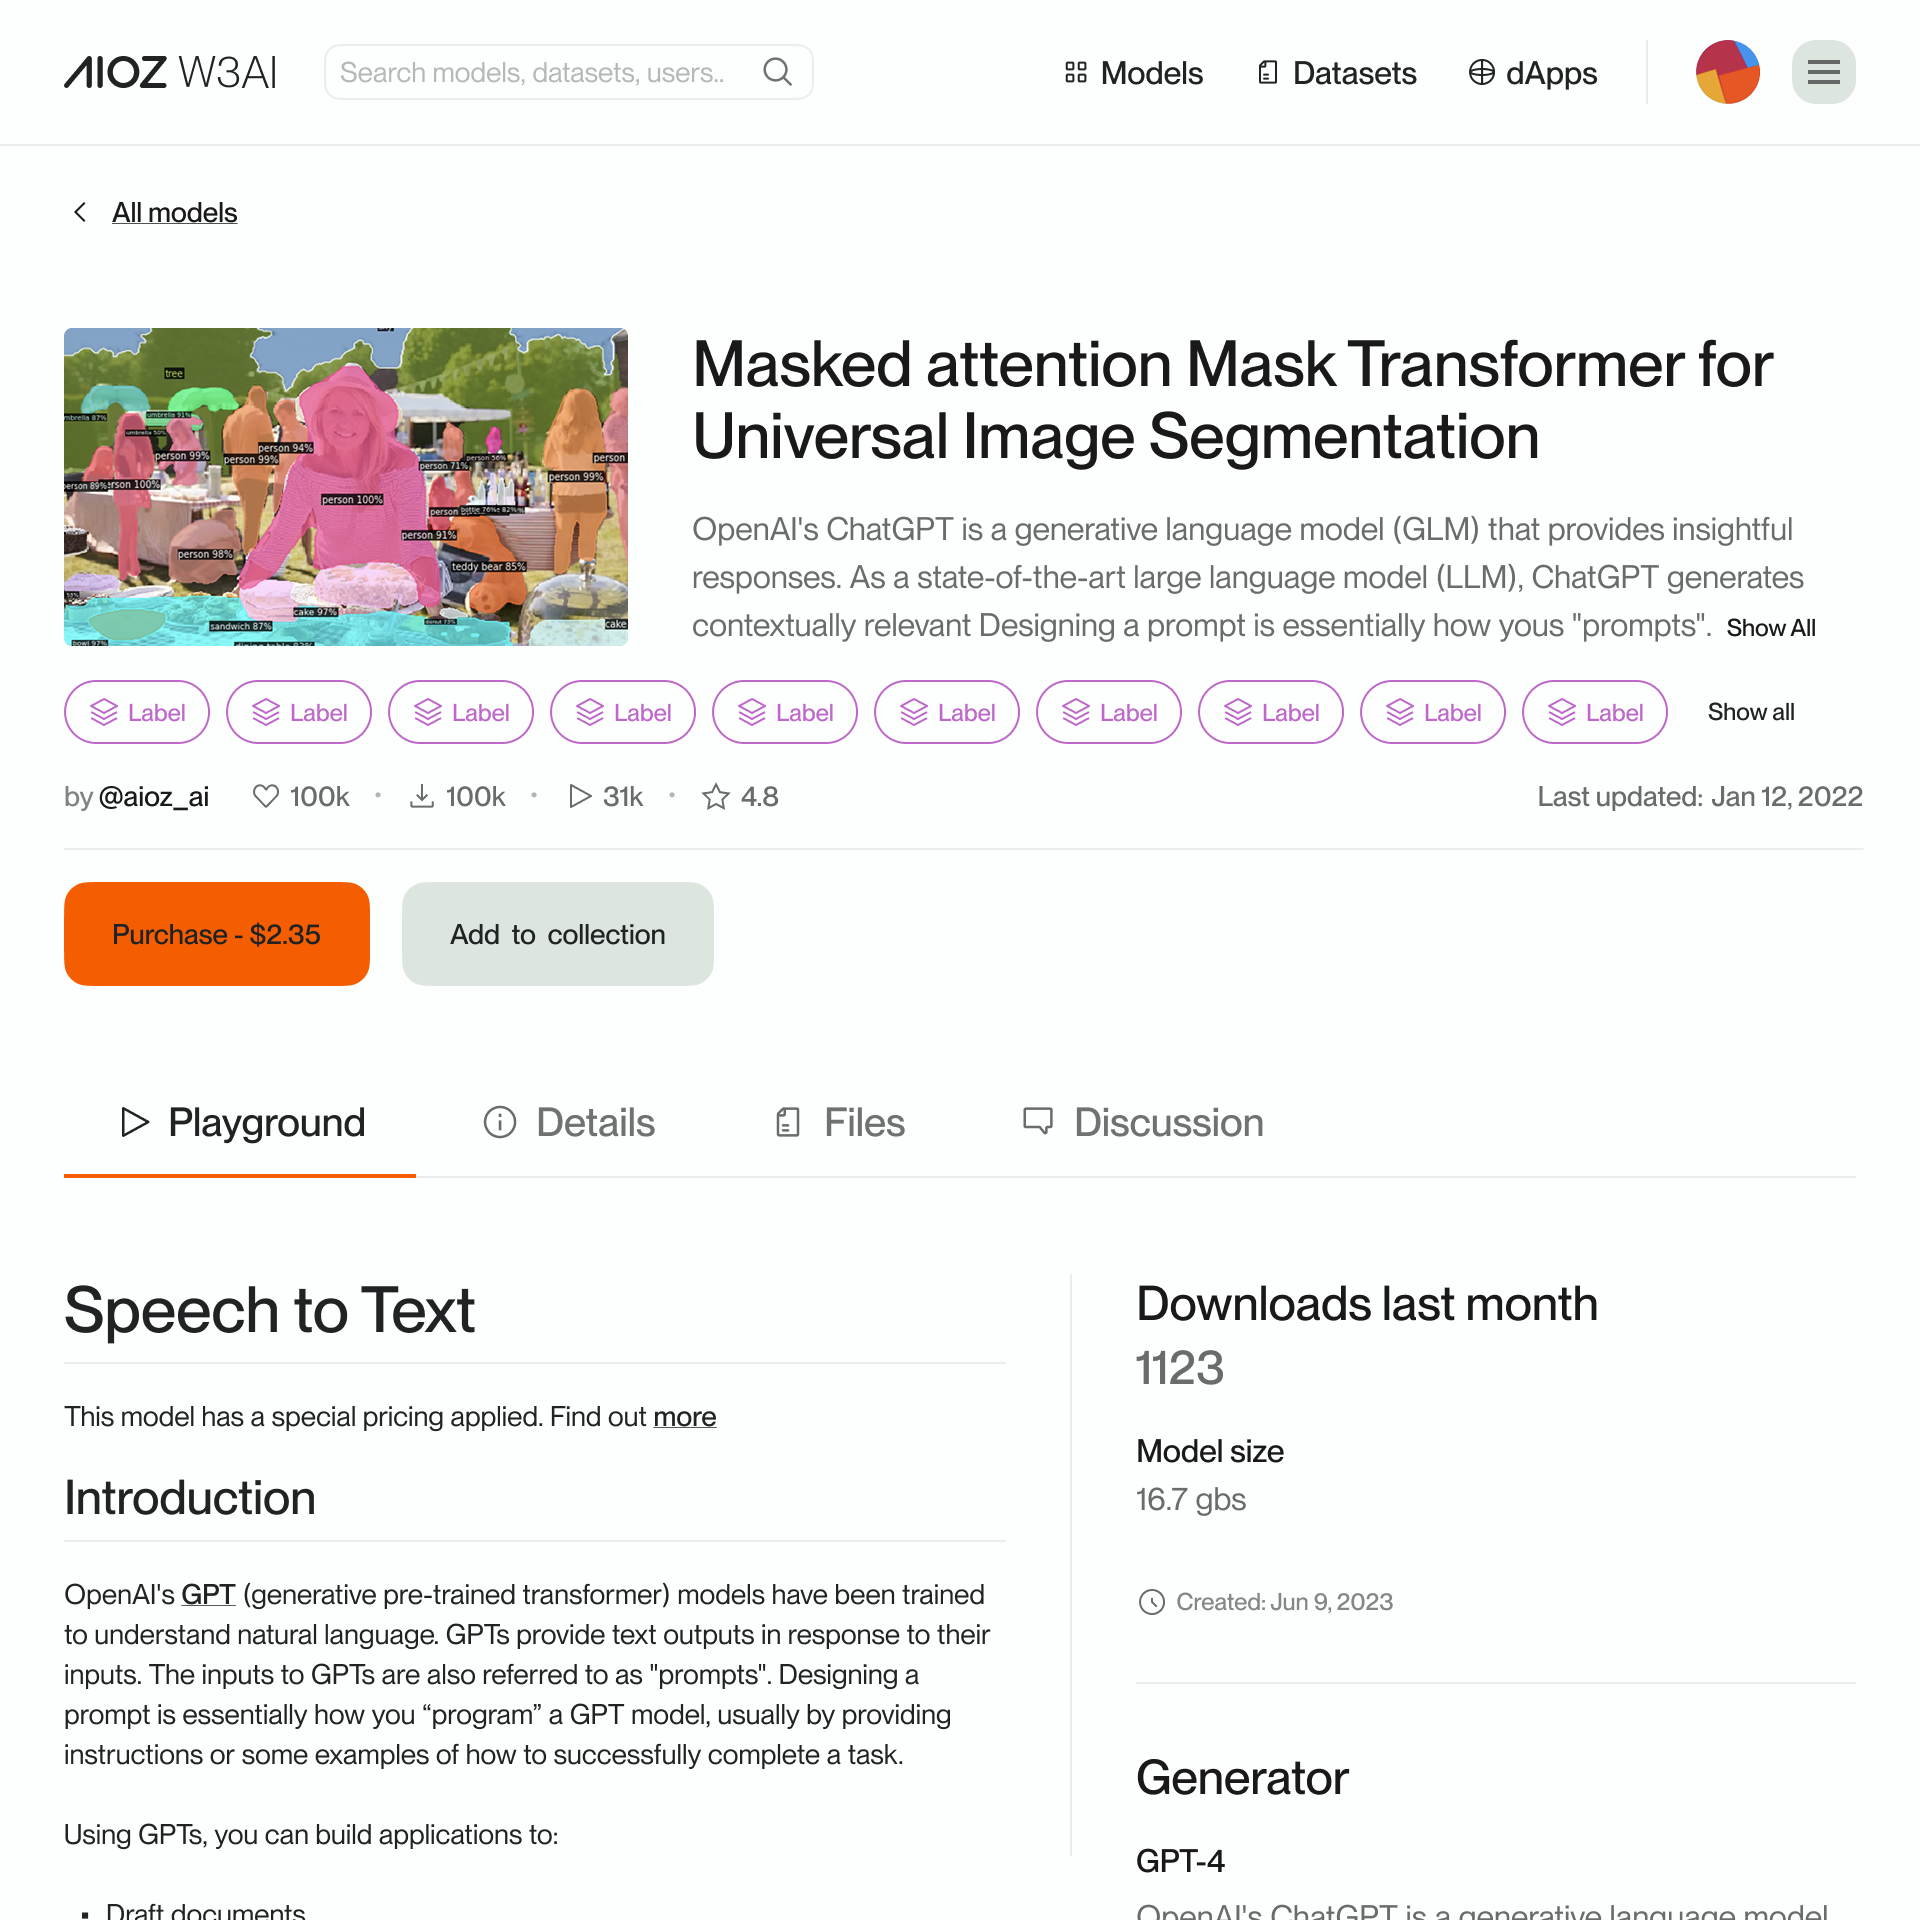 AIOZ W3AI
Search models, datasets, users..
Models
Datasets
dApps
All models
tree
mbrella 87%
umbrella 91%
umbrella 50%
person 99%
person 94%
person 99%
person 71%
person 56%
person
person 99%
erson 89%
rson 100%
person 100%
person
person 91%
person 98%
teddy bear 85%
cake 97%
sandwich 87%
donut 73%
cake
bowl 97%
Masked attention Mask Transformer for
Universal Image Segmentation
OpenAI's ChatGPT is a generative language model (GLM) that provides insightful
responses. As a state-of-the-art large language model (LLM), ChatGPT generates
contextually relevant Designing a prompt is essentially how yous "prompts". Show All
Label Label Label Label Label Label Label Label Label Label Show all
by @aioz_ai 100k • 100k • 31k • 4.8
Last updated: Jan 12, 2022
Purchase - $2.35
Add to collection
Playground
Details
Files
Discussion
Speech to Text
This model has a special pricing applied. Find out more
Introduction
OpenAI's GPT (generative pre-trained transformer) models have been trained
to understand natural language. GPTs provide text outputs in response to their
inputs. The inputs to GPTs are also referred to as "prompts". Designing a
prompt is essentially how you “program” a GPT model, usually by providing
instructions or some examples of how to successfully complete a task.
Using GPTs, you can build applications to:
▪ Draft documents
Downloads last month
1123
Model size
16.7 gbs
Created: Jun 9, 2023
Generator
GPT-4
OpenAI's ChatGPT is a generative language model